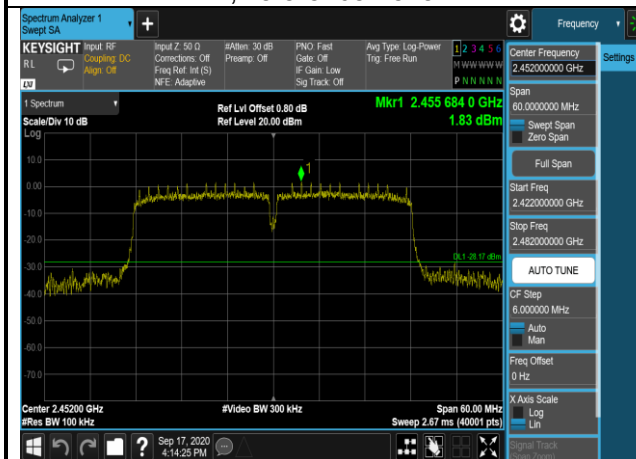 Spectrum Analyzer 1
Swept SA
Frequency
KEYSIGHT
RL
LXI
Input: RF
Coupling: DC
Align: Off
Input Z: 50 Ω
Corrections: Off
Freq Ref: Int (S)
NFE: Adaptive
#Atten: 30 dB
Preamp: Off
PNO: Fast
Gate: Off
IF Gain: Low
Sig Track: Off
Avg Type: Log-Power
Trig: Free Run
1 2 3 4 5 6
M W W W W W
P N N N N N
Center Frequency
2.452000000 GHz
Settings
1 Spectrum
Scale/Div 10 dB
Log
Ref Lvl Offset 0.80 dB
Ref Level 20.00 dBm
Mkr1 2.455 684 0 GHz
1.83 dBm
Span
60.0000000 MHz
Swept Span
Zero Span
Full Span
Start Freq
2.422000000 GHz
Stop Freq
2.482000000 GHz
AUTO TUNE
CF Step
6.000000 MHz
Auto
Man
Freq Offset
0 Hz
X Axis Scale
Log
Lin
Signal Track
(Span Zoom)
10.0
0.00
-10.0
-20.0
-30.0
-40.0
-50.0
-60.0
-70.0
1
DL1 -28.17 dBm
Center 2.45200 GHz
#Res BW 100 kHz
#Video BW 300 kHz
Span 60.00 MHz
Sweep 2.67 ms (40001 pts)
?
Sep 17, 2020
4:14:25 PM